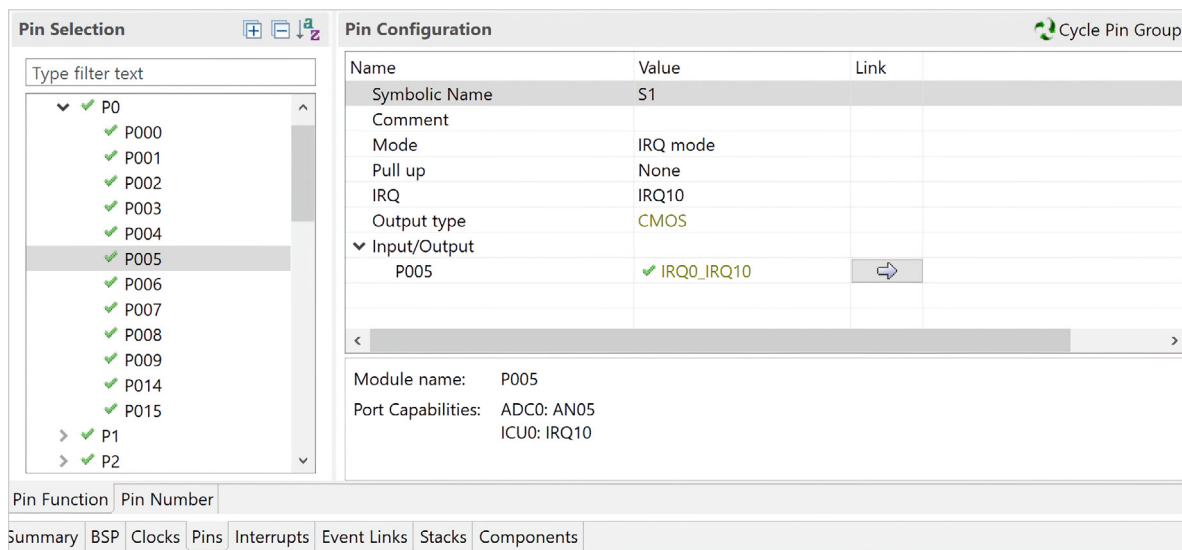 Pin Selection
Type filter text
P0
P000
P001
P002
P003
P004
P005
P006
P007
P008
P009
P014
P015
P1
P2
Pin Configuration
Cycle Pin Group
Name Value Link
Symbolic Name S1
Comment
Mode IRQ mode
Pull up None
IRQ IRQ10
Output type CMOS
Input/Output
P005 IRQ0_IRQ10
Module name: P005
Port Capabilities: ADC0: AN05
ICU0: IRQ10
Pin Function Pin Number
Summary BSP Clocks Pins Interrupts Event Links Stacks Components